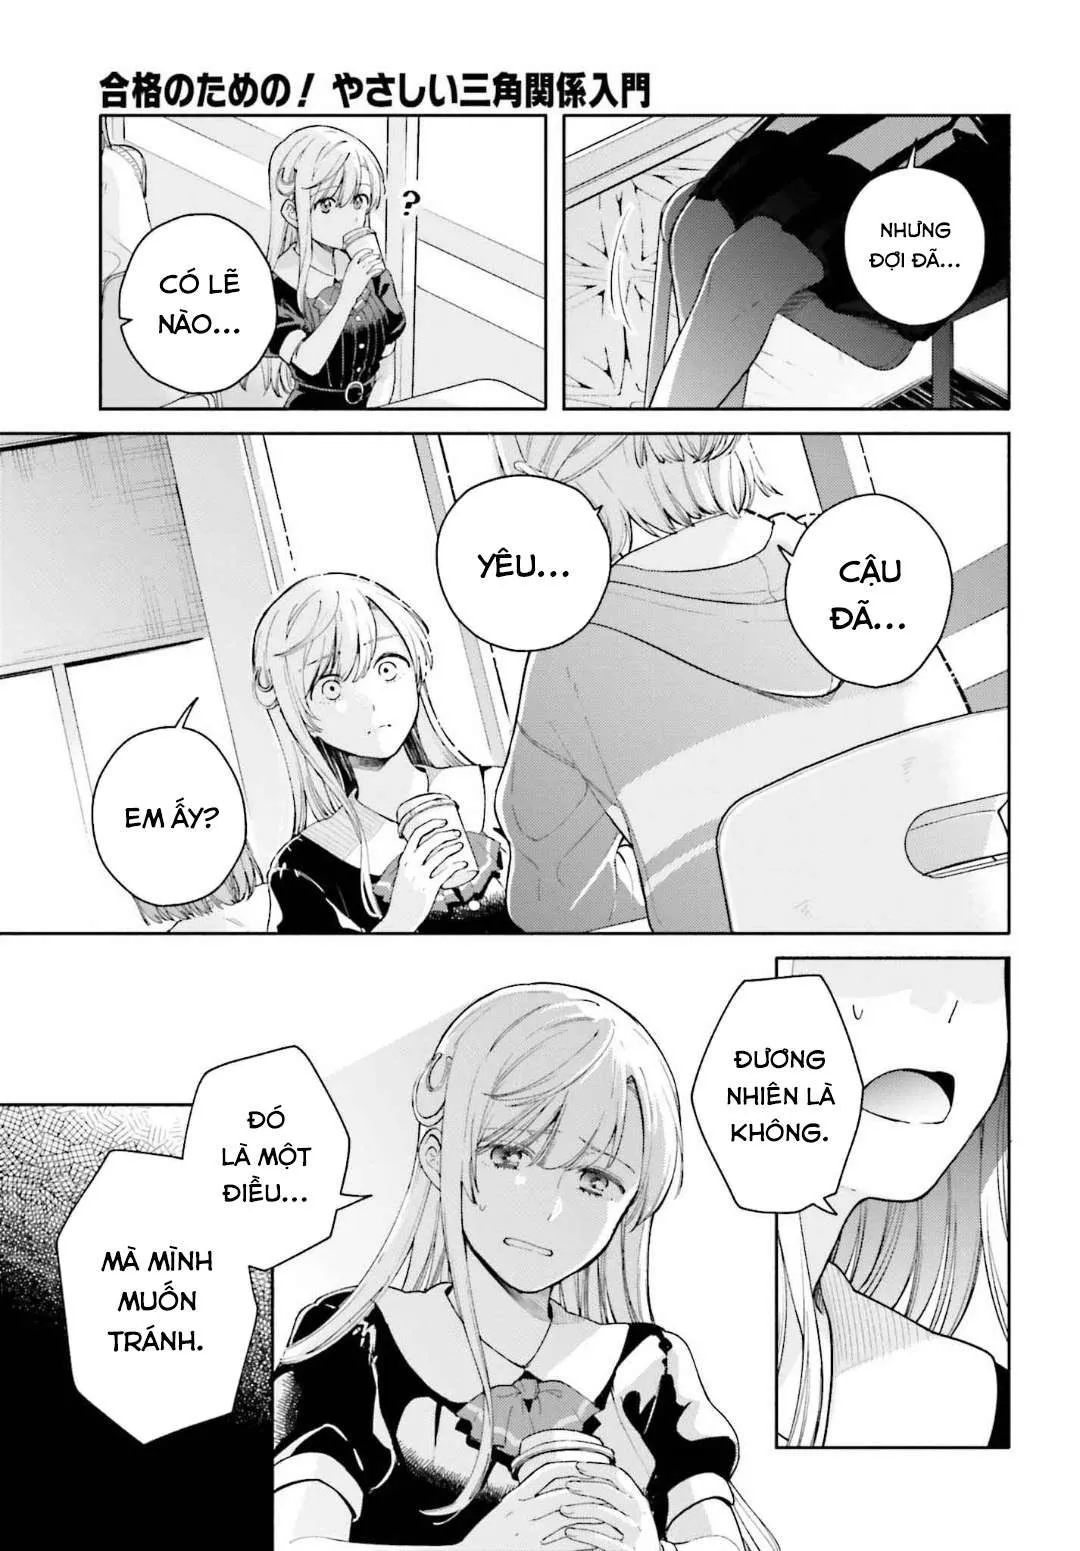 合格のための! やさしい三角関係入門
NHƯNG
ĐỢI ĐÃ...
?
CÓ LẼ
NÀO...
CẬU
ĐÃ...
YÊU...
EM ẤY?
ĐƯƠNG
NHIÊN LÀ
KHÔNG.
ĐÓ
LÀ MỘT
ĐIỀU...
MÀ MÌNH
MUỐN
TRÁNH.